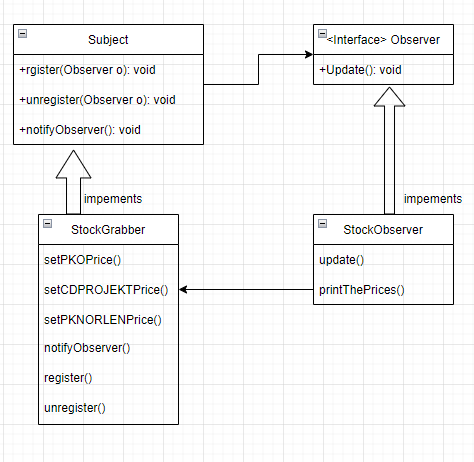 Subject
+rgister(Observer o): void
+unregister(Observer o): void
+notifyObserver(): void
<Interface> Observer
+Update(): void
impements
impements
StockGrabber
setPKOPrice()
setCDPROJEKTPrice()
setPKNORLENPrice()
notifyObserver()
register()
unregister()
StockObserver
update()
printThePrices()